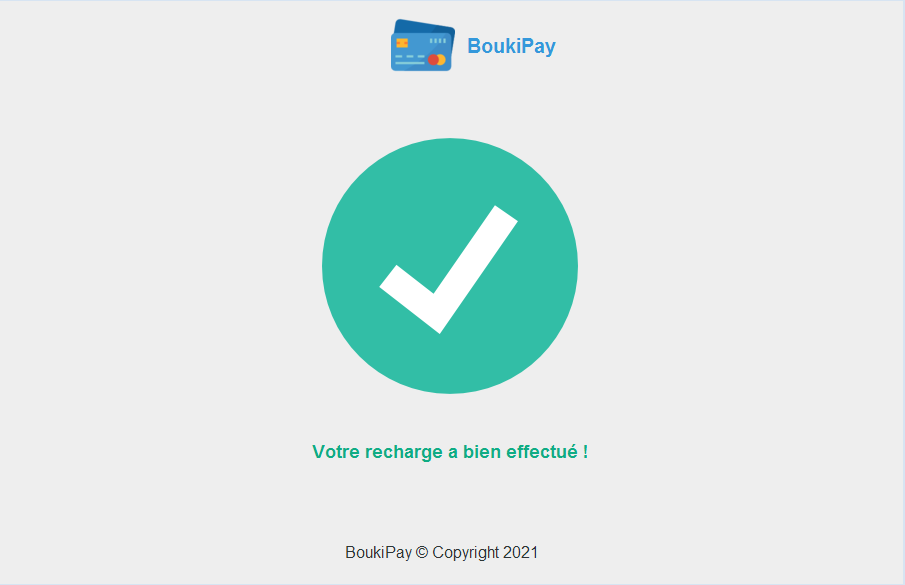 BoukiPay
Votre recharge a bien effectué !
BoukiPay © Copyright 2021